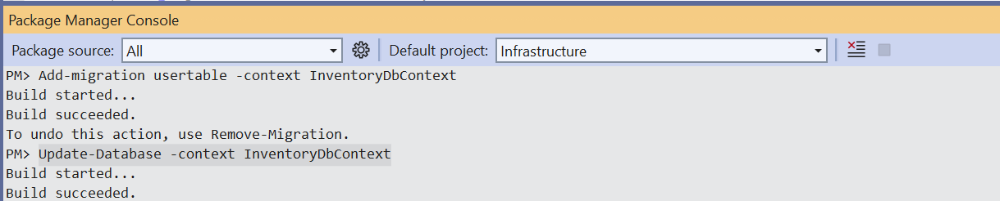 Package Manager Console
Package source: All Default project: Infrastructure
PM> Add-migration usertable -context InventoryDbContext
Build started...
Build succeeded.
To undo this action, use Remove-Migration.
PM> Update-Database -context InventoryDbContext
Build started...
Build succeeded.